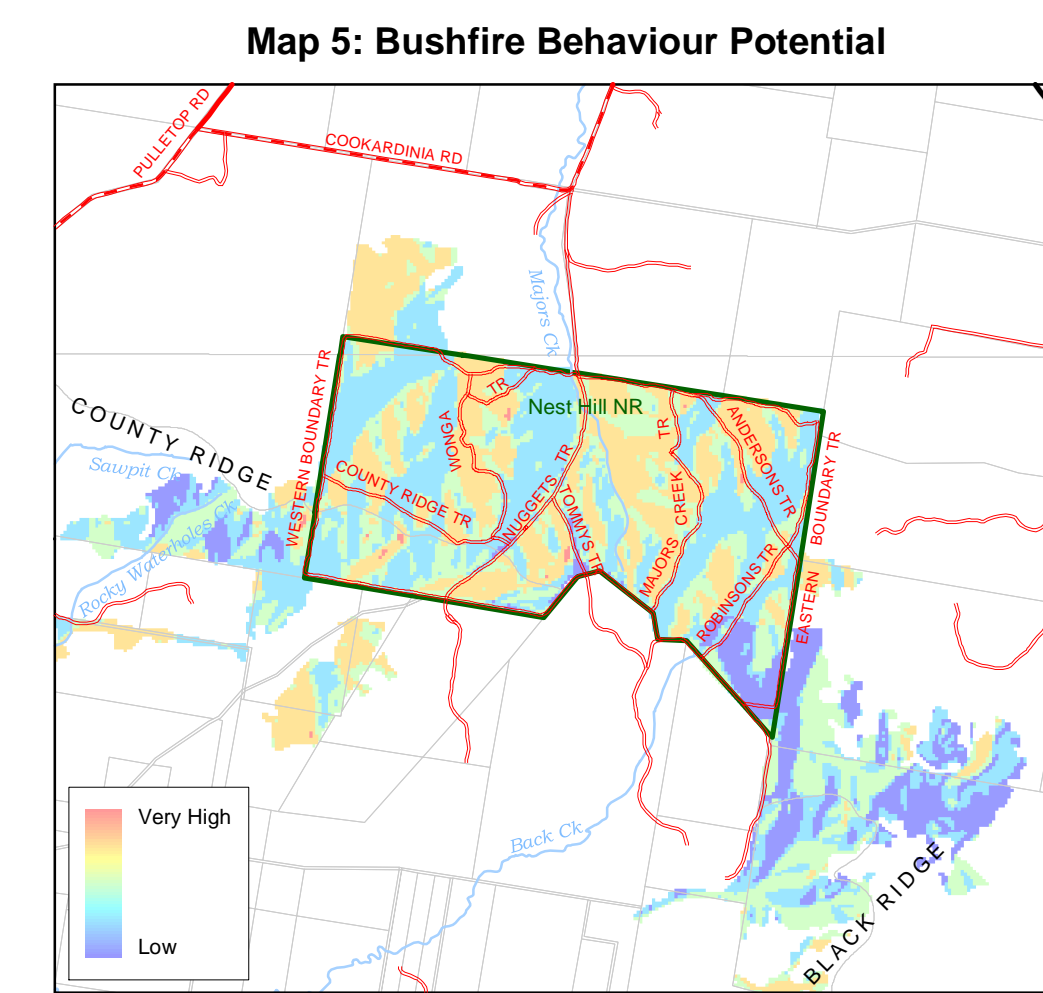 Map 5: Bushfire Behaviour Potential
PULLETOP RD
COOKARDINIA RD
Majors Ck
COUNTY RIDGE
Sawpit Ck
Rocky Waterholes Ck
WESTERN BOUNDARY TR
COUNTY RIDGE TR
WONGA TR
Nest Hill NR
NUGGETS TR
TOMMYS TR
MAJORS CREEK TR
ANDERSONS TR
ROBINSONS TR
EASTERN BOUNDARY TR
Back Ck
BLACK RIDGE
Very High
Low